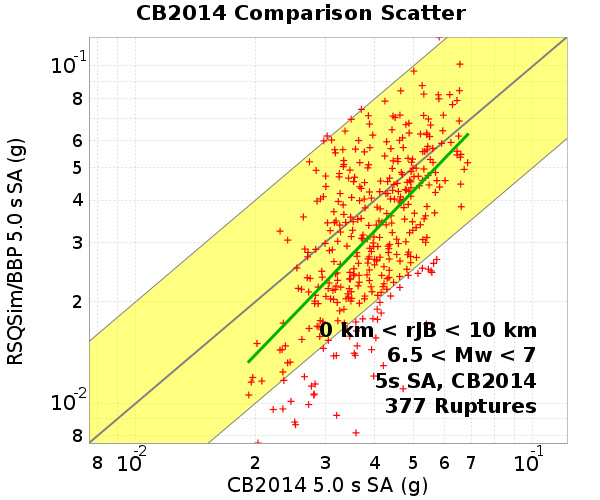 CB2014 Comparison Scatter
RSQSim/BBP 5.0 s SA (g)
10-1
8
6
5
4
3
2
10-2
8
0 km < rJB < 10 km
6.5 < Mw < 7
5s SA, CB2014
377 Ruptures
8 10-2 2 3 4 5 6 7 10-1
CB2014 5.0 s SA (g)